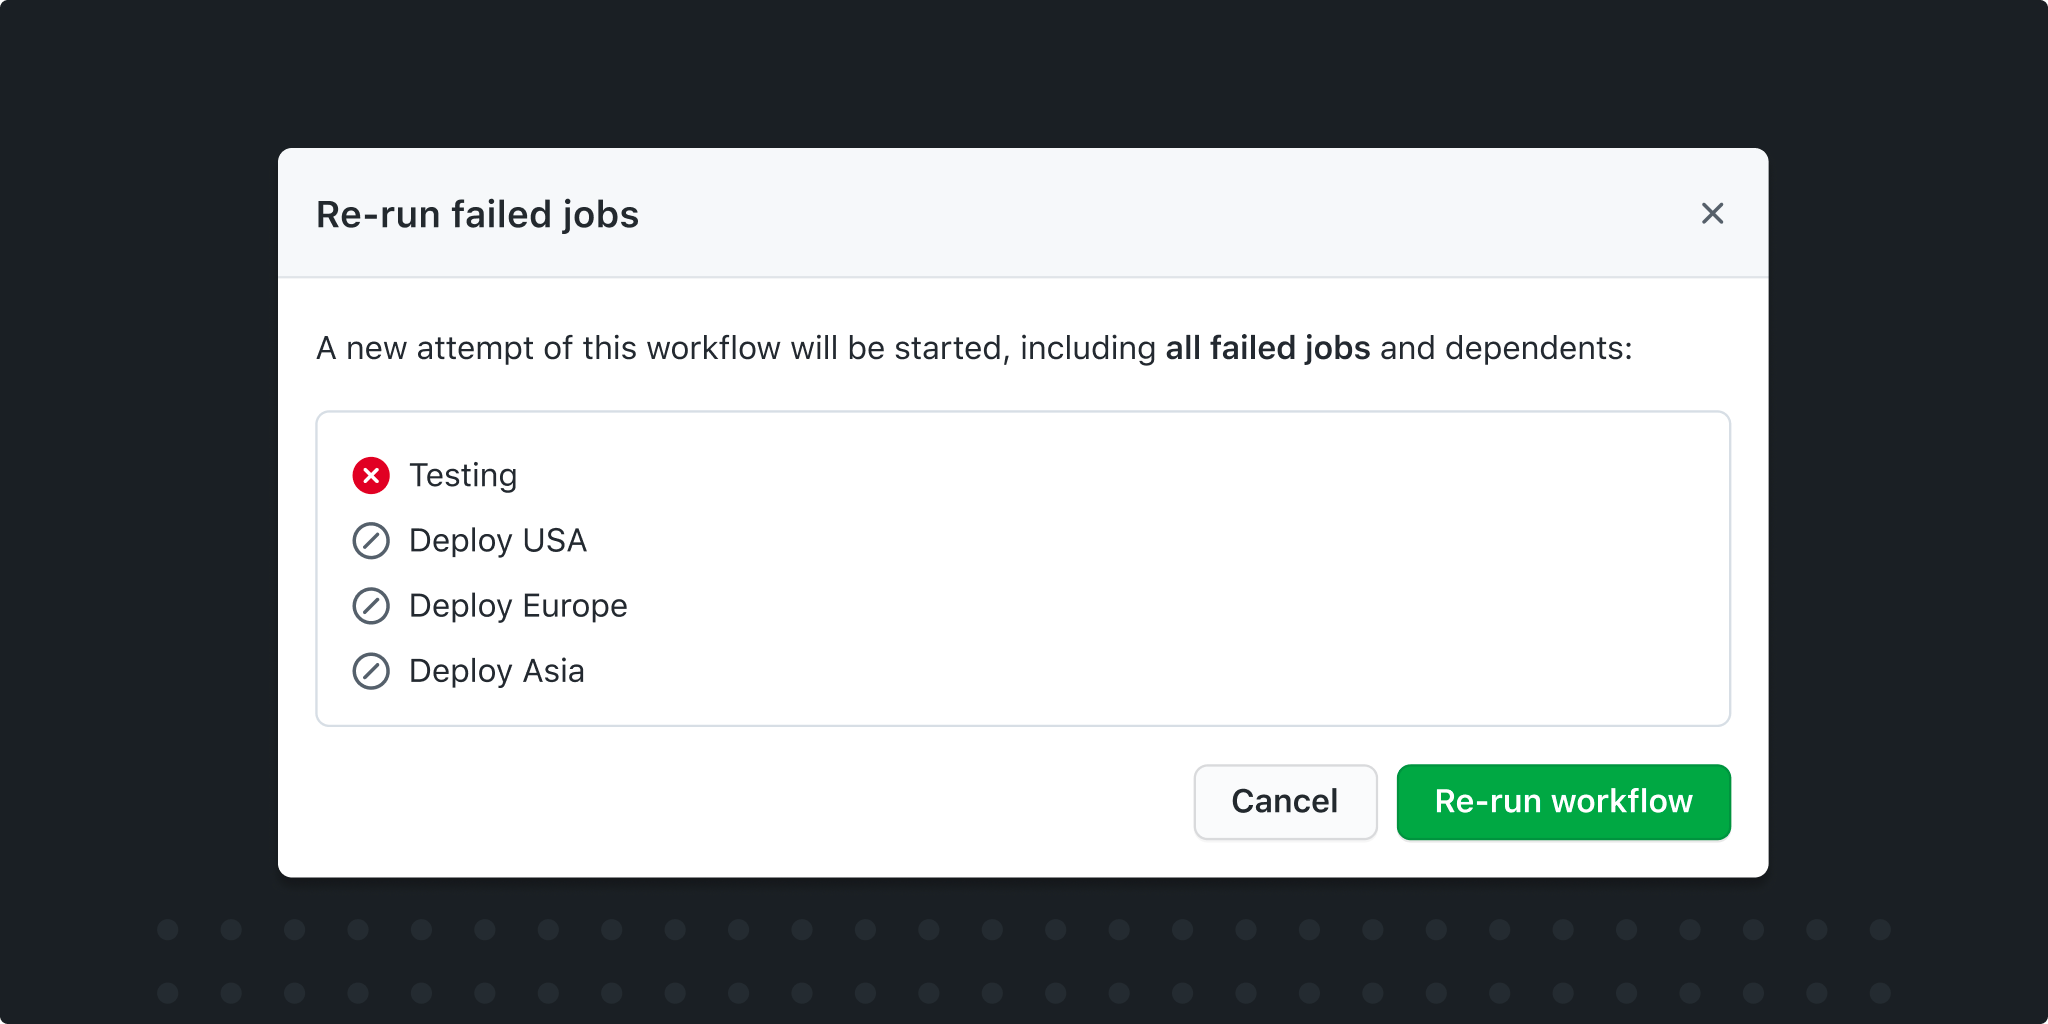 Re-run failed jobs
A new attempt of this workflow will be started, including all failed jobs and dependents:
Testing
Deploy USA
Deploy Europe
Deploy Asia
Cancel
Re-run workflow